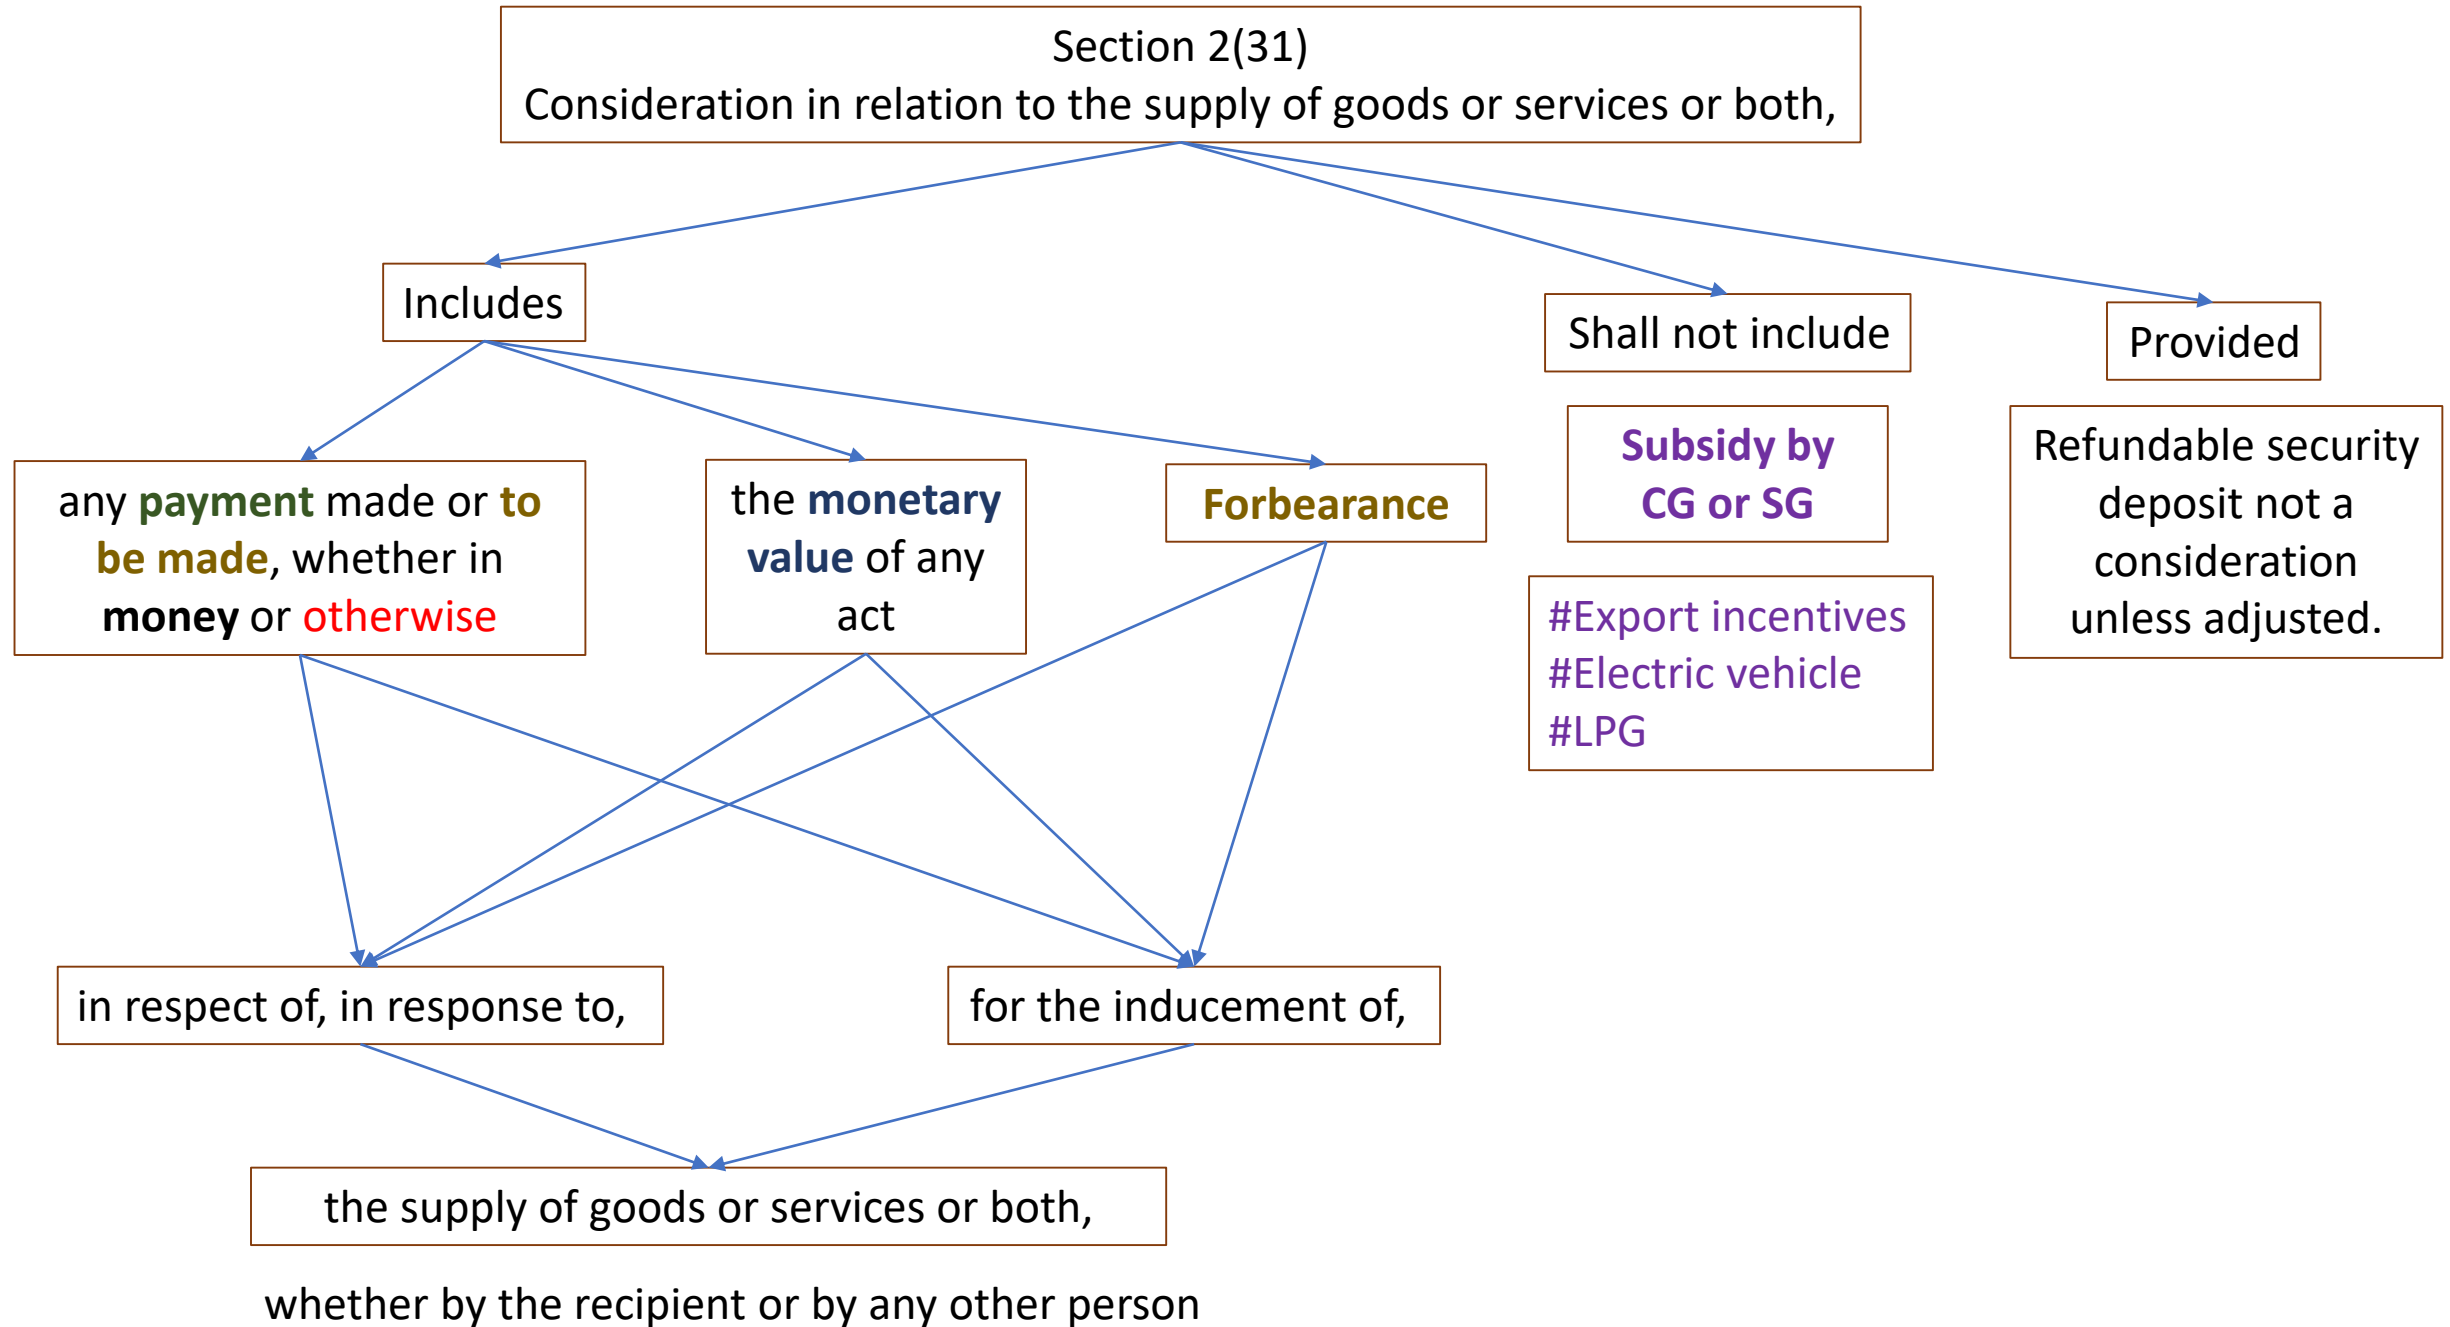 Section 2(31)
Consideration in relation to the supply of goods or services or both,
Includes
Shall not include
Provided
any payment made or to
be made, whether in
money or otherwise
the monetary
value of any
act
Forbearance
Subsidy by
CG or SG
#Export incentives
#Electric vehicle
#LPG
Refundable security
deposit not a
consideration
unless adjusted.
in respect of, in response to,
for the inducement of,
the supply of goods or services or both,
whether by the recipient or by any other person